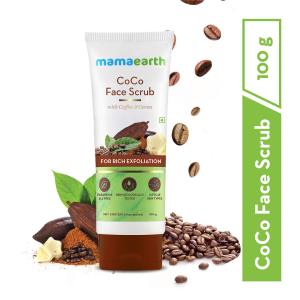 mamaearth
CoCo
Face Scrub
with Coffee & Cocoa
FOR RICH EXFOLIATION
100 g
CoCo Face Scrub